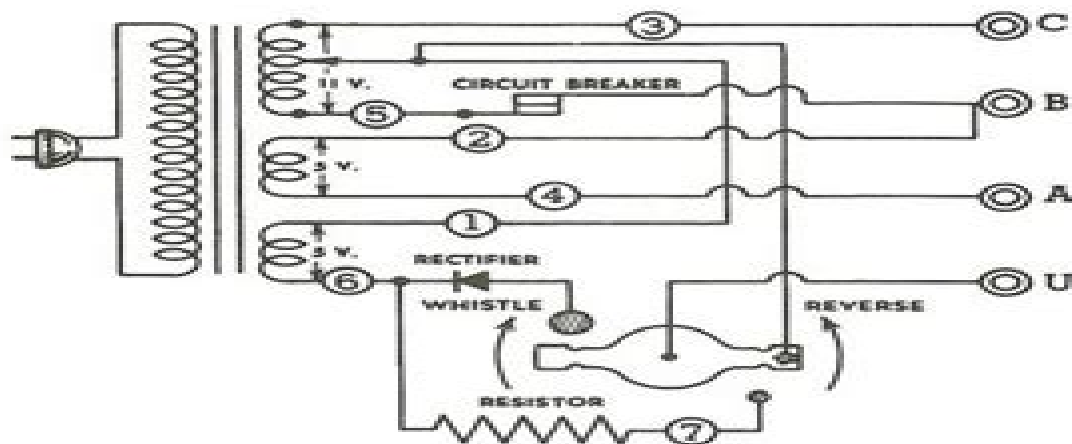 3 C
11 V.
CIRCUIT BREAKER
5 B
2
5 V.
4 A
1
5 V.
RECTIFIER
6 U
WHISTLE REVERSE
RESISTOR
7